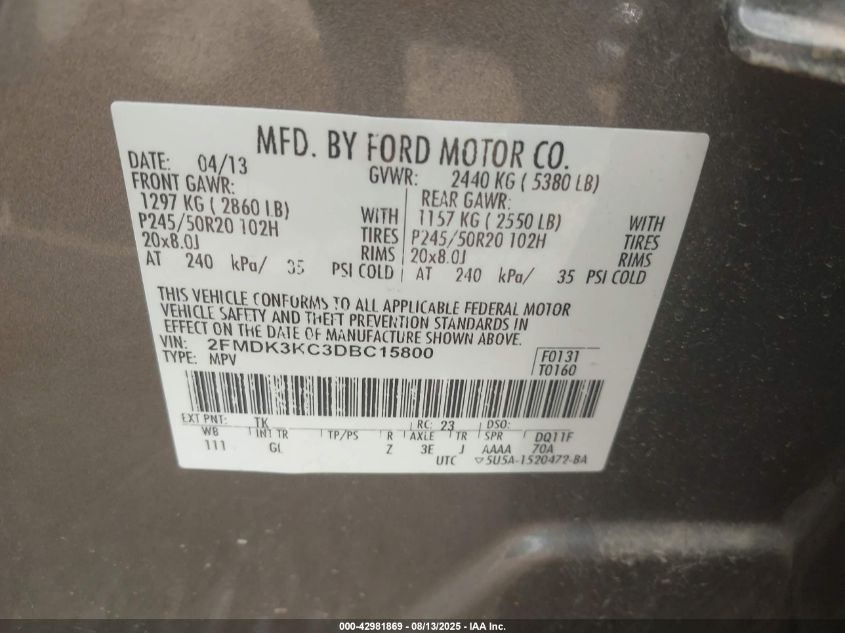 MFD. BY FORD MOTOR CO.
DATE: 04/13 GVWR: 2440 KG ( 5380 LB)
FRONT GAWR: REAR GAWR:
1297 KG ( 2860 LB) WITH 1157 KG ( 2550 LB) WITH
P245/50R20 102H TIRES P245/50R20 102H TIRES
20x8.0J RIMS 20x8.0J RIMS
AT 240 kPa/ 35 PSI COLD AT 240 kPa/ 35 PSI COLD
THIS VEHICLE CONFORMS TO ALL APPLICABLE FEDERAL MOTOR
VEHICLE SAFETY AND THEFT PREVENTION STANDARDS IN
EFFECT ON THE DATE OF MANUFACTURE SHOWN ABOVE.
VIN: 2FMDK3KC3DBC15800 F0131
TYPE: MPV T0160
EXT PNT: TK RC: 23 DSO:
WB INT TR TP/PS R AXLE TR SPR DQ11F
111 GL Z 3E J AAAA 70A
UTC ▽5U5A-1520472-BA
000-42981869 - 08/13/2025 - IAA Inc.